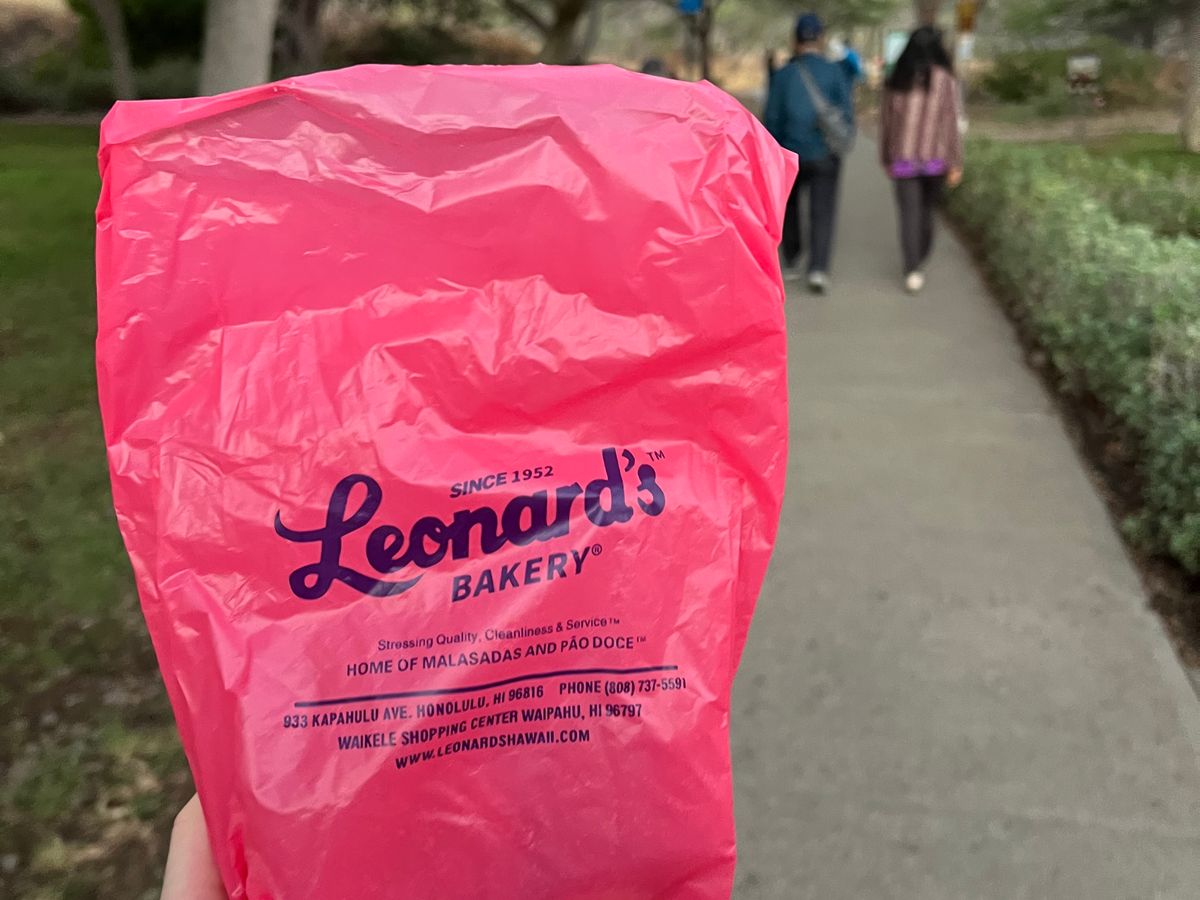 SINCE 1952
Leonard's™
BAKERY®
Stressing Quality, Cleanliness & Service™
HOME OF MALASADAS AND PÃO DOCE™
933 KAPAHULU AVE. HONOLULU, HI 96816 PHONE (808) 737-5591
WAIKELE SHOPPING CENTER WAIPAHU, HI 96797
WWW.LEONARDSHAWAII.COM